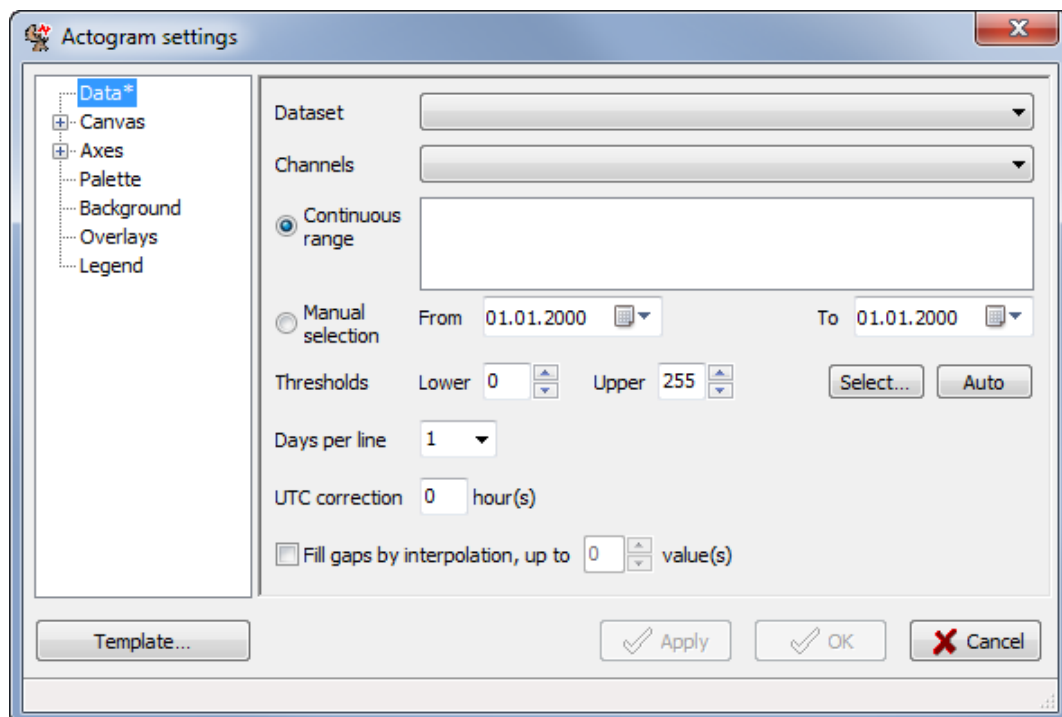 Actogram settings
Data*
Canvas
Axes
Palette
Background
Overlays
Legend
Dataset
Channels
Continuous
range
Manual
selection
From 01.01.2000 To 01.01.2000
Thresholds Lower 0 Upper 255 Select... Auto
Days per line 1
UTC correction 0 hour(s)
Fill gaps by interpolation, up to 0 value(s)
Template... Apply OK Cancel